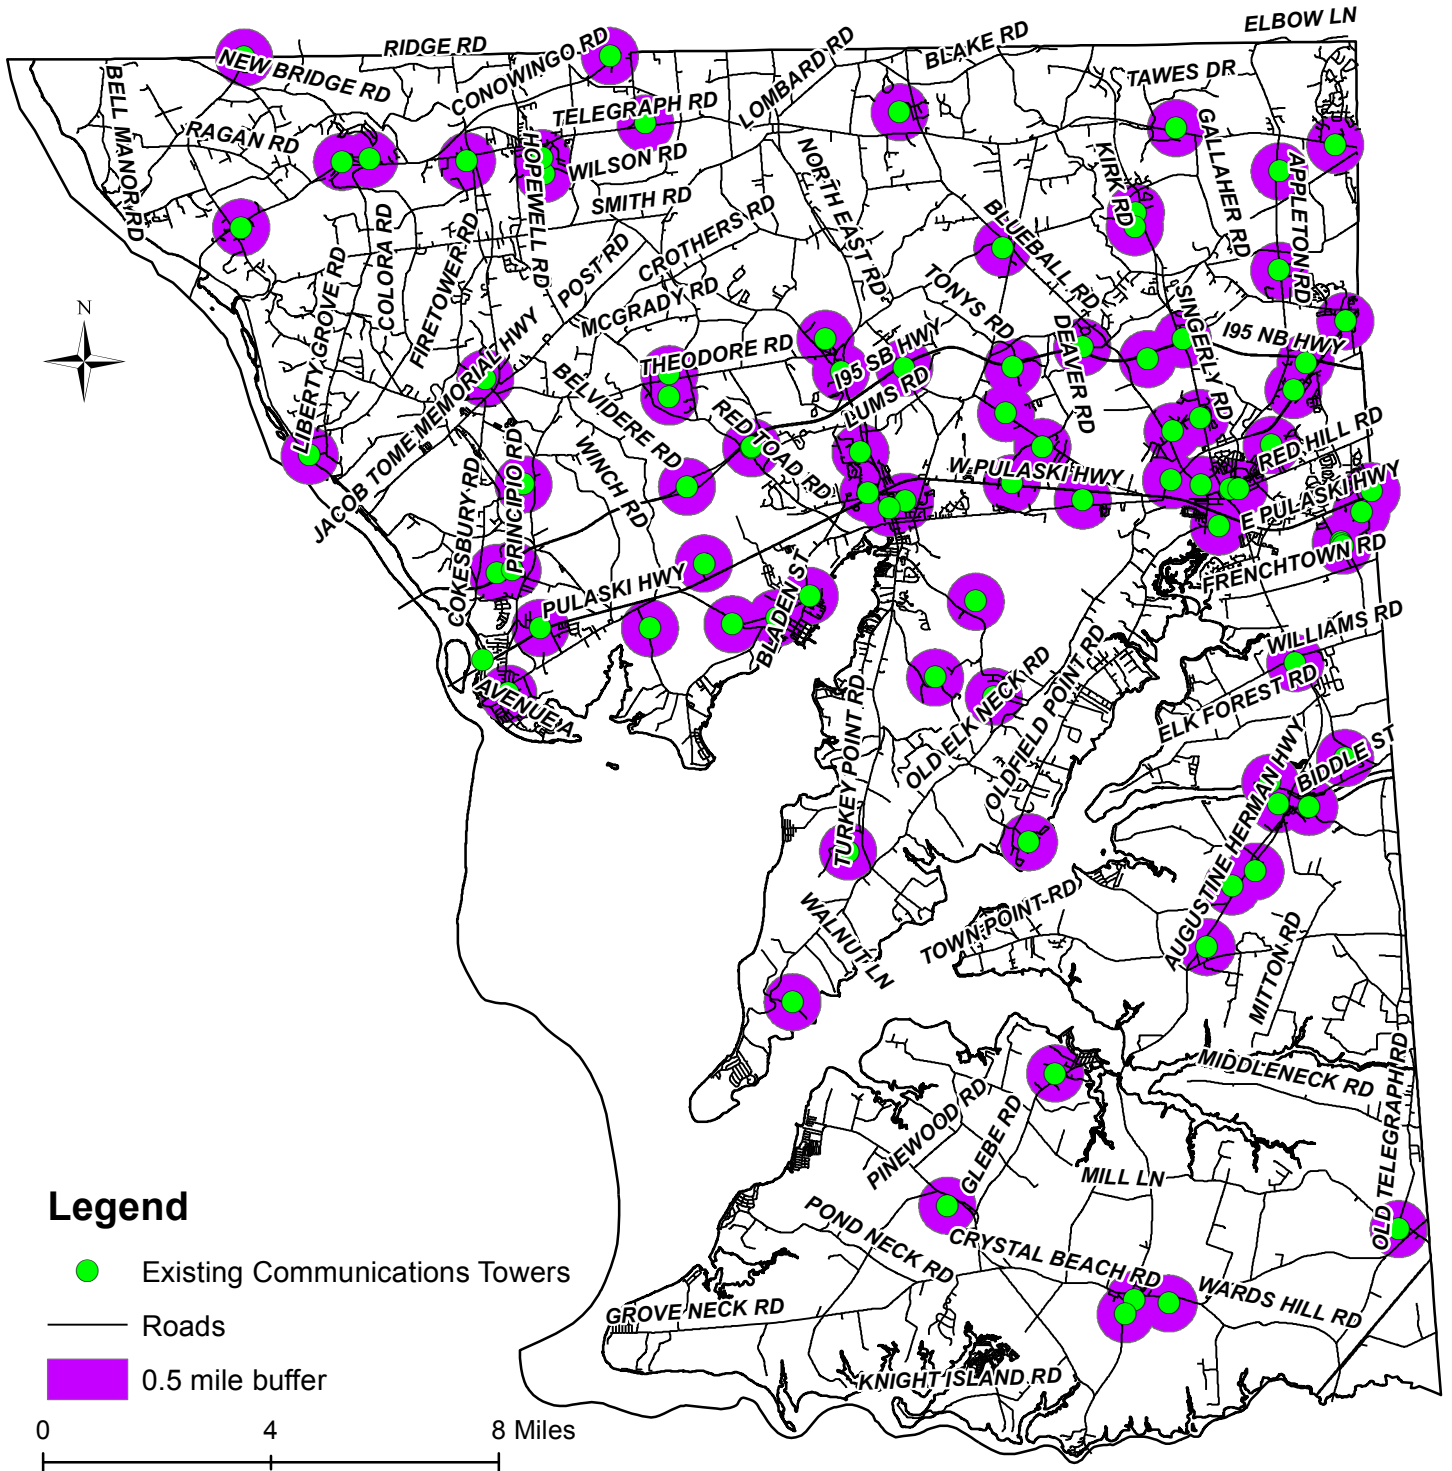 ELBOW LN
RIDGE RD
CONOWINGO RD
LOMBARD RD
BLAKE RD
NEW BRIDGE RD
TAWES DR
BELL MANOR RD
TELEGRAPH RD
RAGAN RD
HOPEWELL RD
WILSON RD
NORTH EAST RD
KIRK RD
GALLAHER RD
APPLETON RD
SMITH RD
COLORA RD
FIRETOWER RD
POST RD
CROTHERS RD
BLUEBALL RD
LIBERTY GROVE RD
MCGRADY RD
TONYS RD
SINGERLY RD
N
JACOB TOME MEMORIAL HWY
THEODORE RD
I95 SB HWY
DEAVER RD
I95 NB HWY
BELVIDERE RD
LUMS RD
RED TOAD RD
RED HILL RD
WINCH RD
PRINCIPIO RD
COKESBURY RD
W PULASKI HWY
E PULASKI HWY
FRENCHTOWN RD
PULASKI HWY
BLADEN ST
WILLIAMS RD
AVENUE A
TURKEY POINT RD
OLD ELK NECK RD
OLDFIELD POINT RD
ELK FOREST RD
AUGUSTINE HERMAN HWY
BIDDLE ST
WALNUT LN
TOWN POINT RD
MITTON RD
MIDDLENECK RD
PINEWOOD RD
GLEBE RD
MILL LN
OLD TELEGRAPH RD
POND NECK RD
CRYSTAL BEACH RD
WARDS HILL RD
GROVE NECK RD
KNIGHT ISLAND RD
Legend
Existing Communications Towers
Roads
0.5 mile buffer
0 4 8 Miles